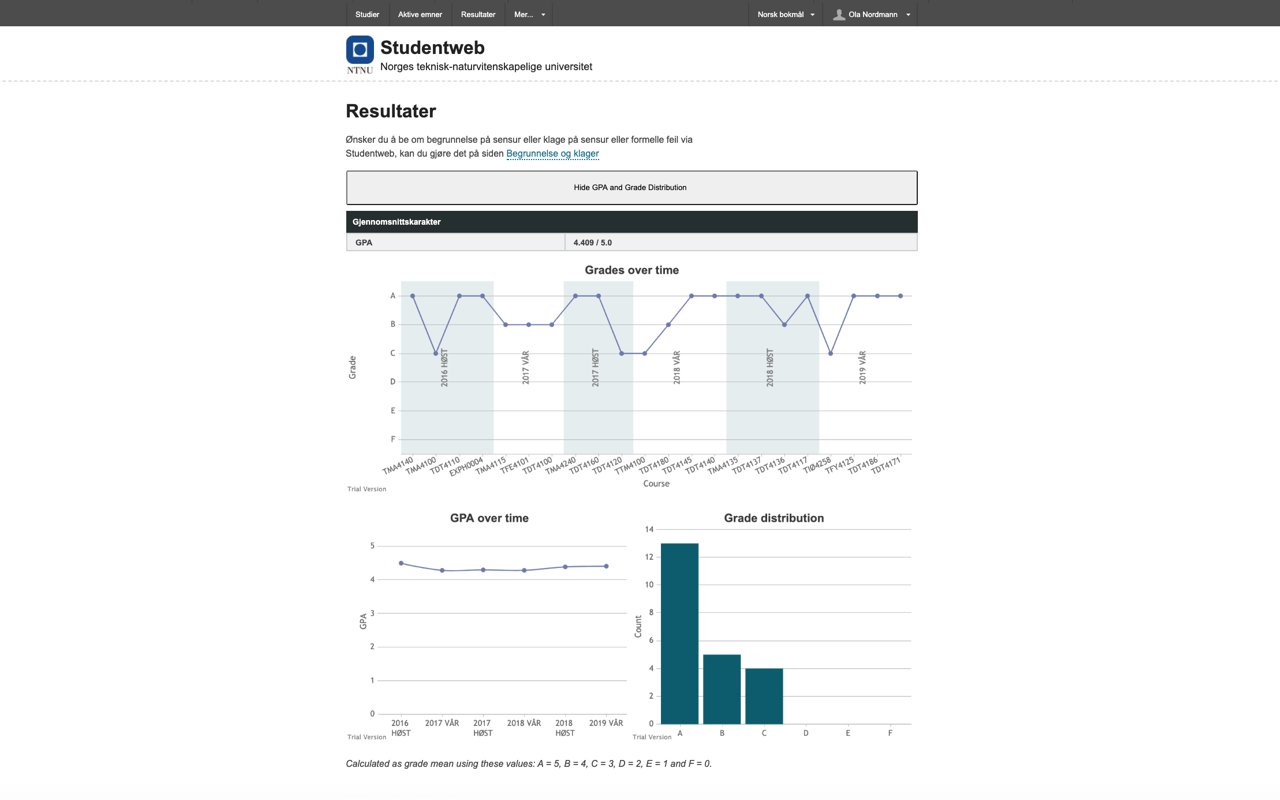 Studier Aktive emner Resultater Mer... Norsk bokmål Ola Nordmann
Studentweb
NTNU
Norges teknisk-naturvitenskapelige universitet
Resultater
Ønsker du å be om begrunnelse på sensur eller klage på sensur eller formelle feil via
Studentweb, kan du gjøre det på siden Begrunnelse og klager
Hide GPA and Grade Distribution
Gjennomsnittskarakter
GPA 4.409 / 5.0
Grades over time
A
B
C
D
E
F
Grade
2016 HØST
2017 VÅR
2017 HØST
2018 VÅR
2018 HØST
2019 VÅR
TMA4140 TMA4100 TDT4110 EXPH0004 TMA4115 TFE4101 TDT4100 TMA4240 TDT4160 TDT4120 TTM4100 TDT4180 TDT4145 TDT4140 TMA4135 TDT4137 TDT4136 TDT4117 TIØ4258 TFY4125 TDT4186 TDT4171
Course
Trial Version
GPA over time
5
4
3
2
1
0
GPA
2016 HØST 2017 VÅR 2017 HØST 2018 VÅR 2018 HØST 2019 VÅR
Trial Version
Grade distribution
14
12
10
8
6
4
2
0
Count
A B C D E F
Trial Version
Calculated as grade mean using these values: A = 5, B = 4, C = 3, D = 2, E = 1 and F = 0.